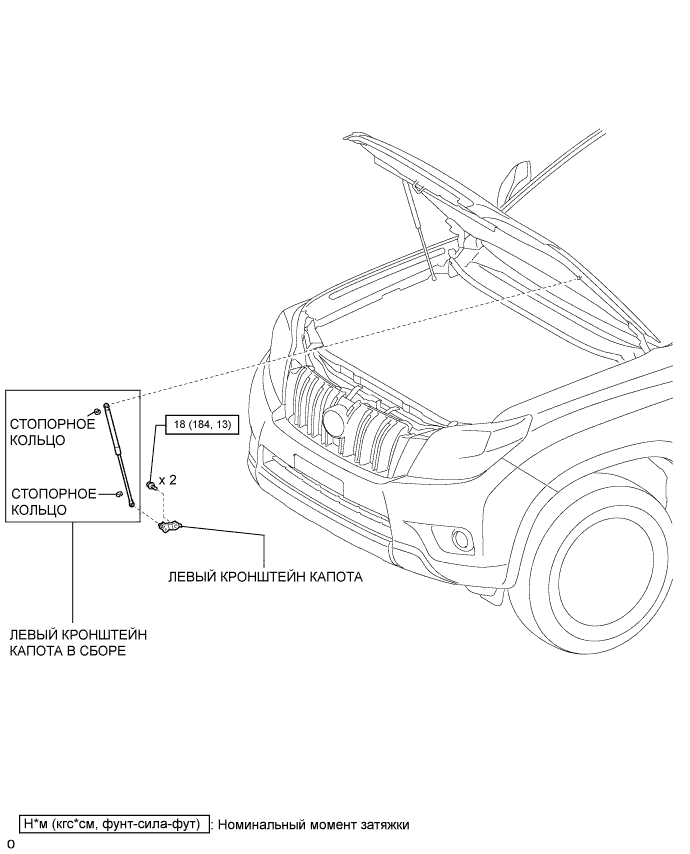 СТОПОРНОЕ
КОЛЬЦО
18 (184, 13)
x 2
СТОПОРНОЕ
КОЛЬЦО
ЛЕВЫЙ КРОНШТЕЙН КАПОТА
ЛЕВЫЙ КРОНШТЕЙН
КАПОТА В СБОРЕ
Н*м (кгс*см, фунт-сила-фут) : Номинальный момент затяжки
O